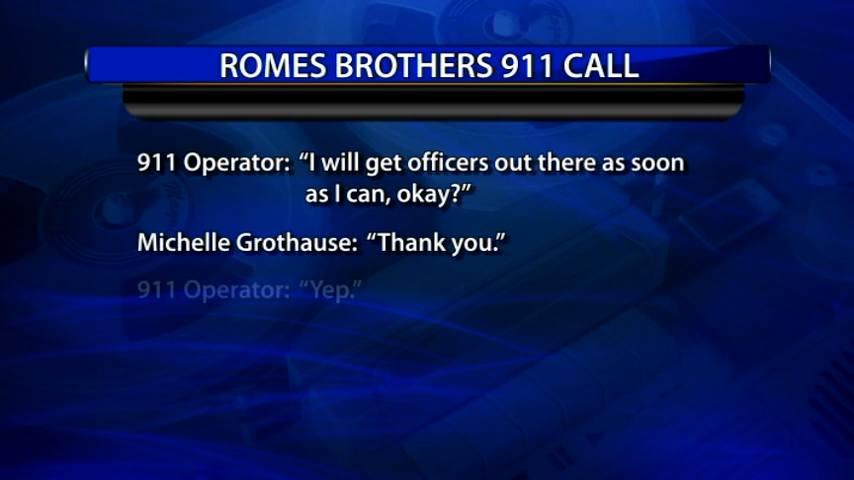 ROMES BROTHERS 911 CALL
911 Operator: “I will get officers out there as soon
as I can, okay?”
Michelle Grothause: “Thank you.”
911 Operator: “Yep.”